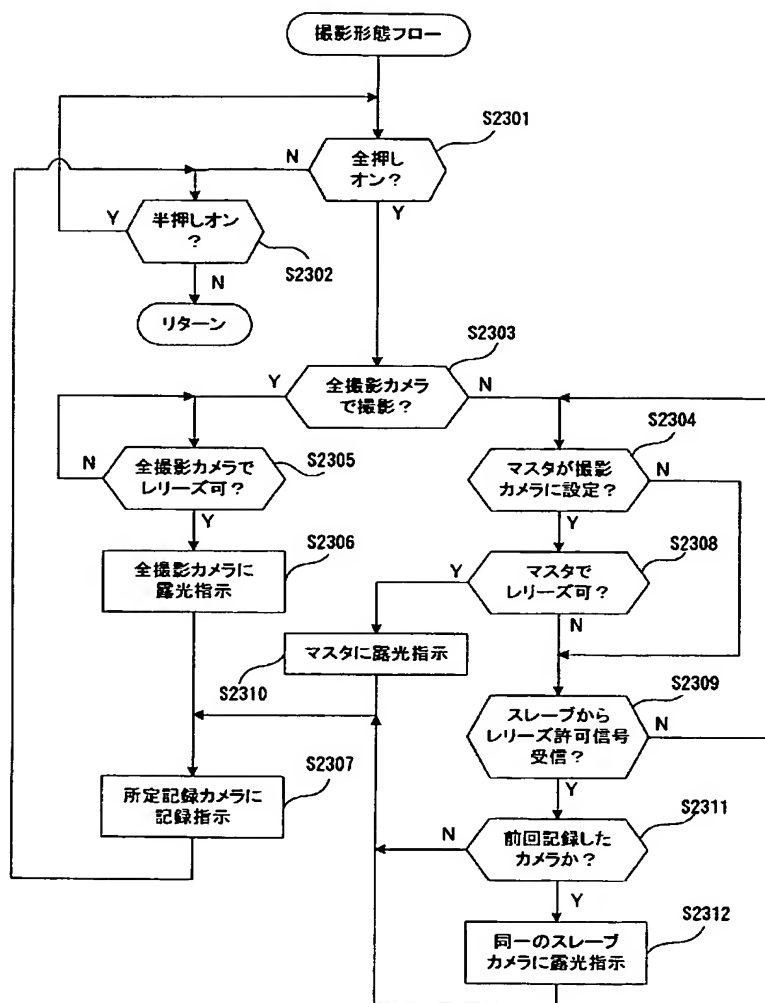 撮影形態フロー
S2301
全押し
オン?
N
Y
半押しオン
?
Y
S2302
N
リターン
S2303
全撮影カメラ
で撮影?
Y
N
S2304
マスタが撮影
カメラに設定?
N
Y
S2305
全撮影カメラで
レリーズ可?
N
Y
S2306
全撮影カメラに
露光指示
S2308
マスタで
レリーズ可?
Y
N
マスタに露光指示
S2310
S2309
スレーブから
レリーズ許可信号
受信?
N
Y
S2307
所定記録カメラに
記録指示
S2311
前回記録した
カメラか?
N
Y
S2312
同一のスレーブ
カメラに露光指示